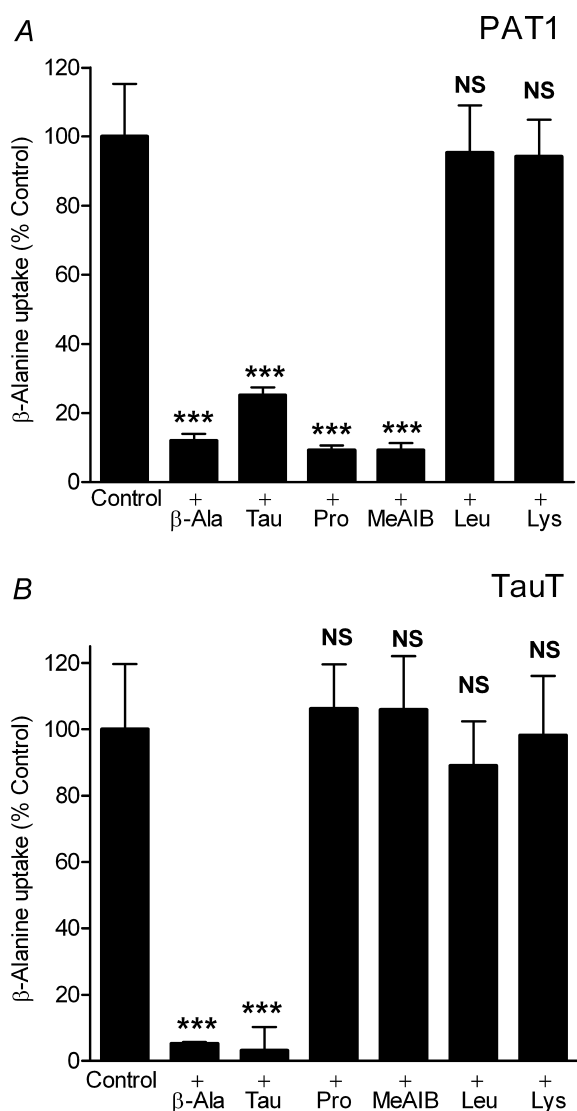 A
PAT1
β-Alanine uptake (% Control)
120
100
80
60
40
20
0
***
***
***
***
NS
NS
Control
+
+
+
+
+
+
β-Ala
Tau
Pro
MeAIB
Leu
Lys
B
TauT
β-Alanine uptake (% Control)
120
100
80
60
40
20
0
***
***
NS
NS
NS
NS
Control
+
+
+
+
+
+
β-Ala
Tau
Pro
MeAIB
Leu
Lys